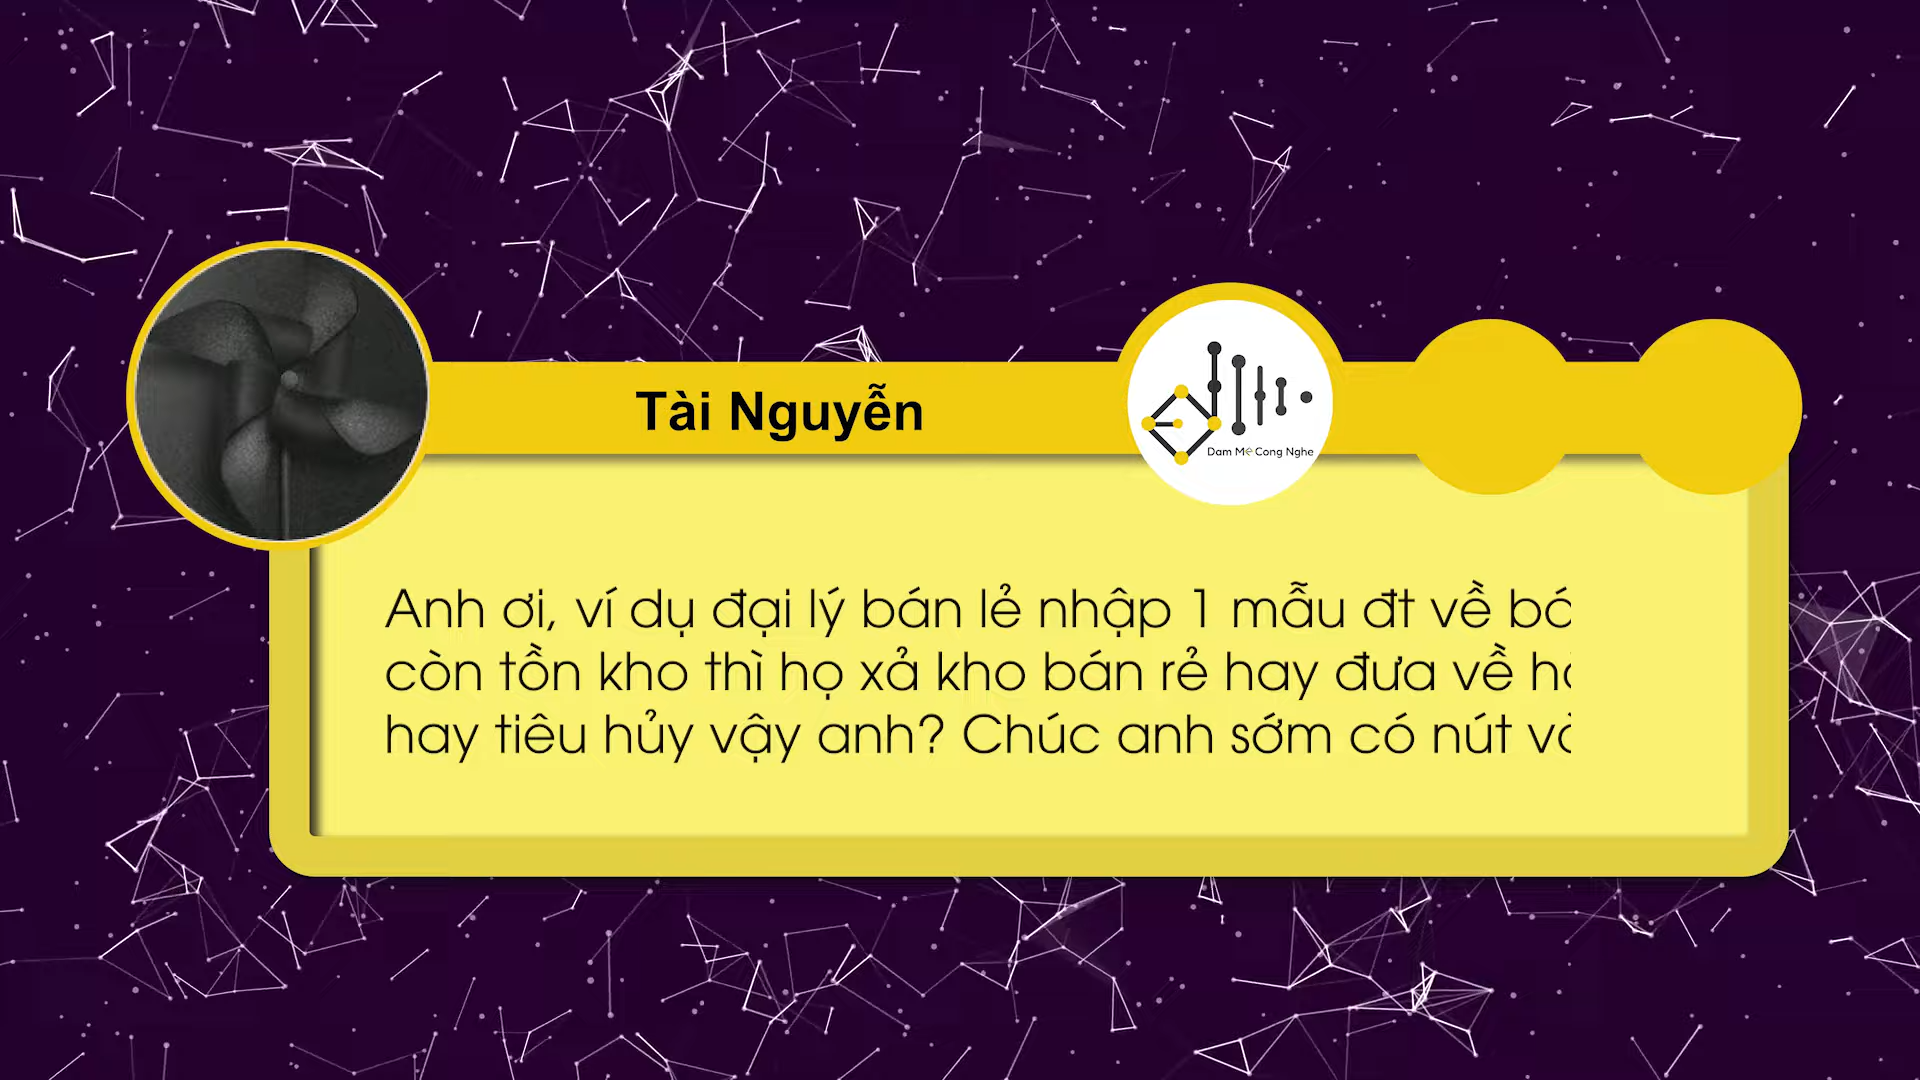 Tài Nguyễn
Dam Mê Cong Nghe
Anh ơi, ví dụ đại lý bán lẻ nhập 1 mẫu đt về
còn tồn kho thì họ xả kho bán rẻ hay đưa về
hay tiêu hủy vậy anh? Chúc anh sớm có nút